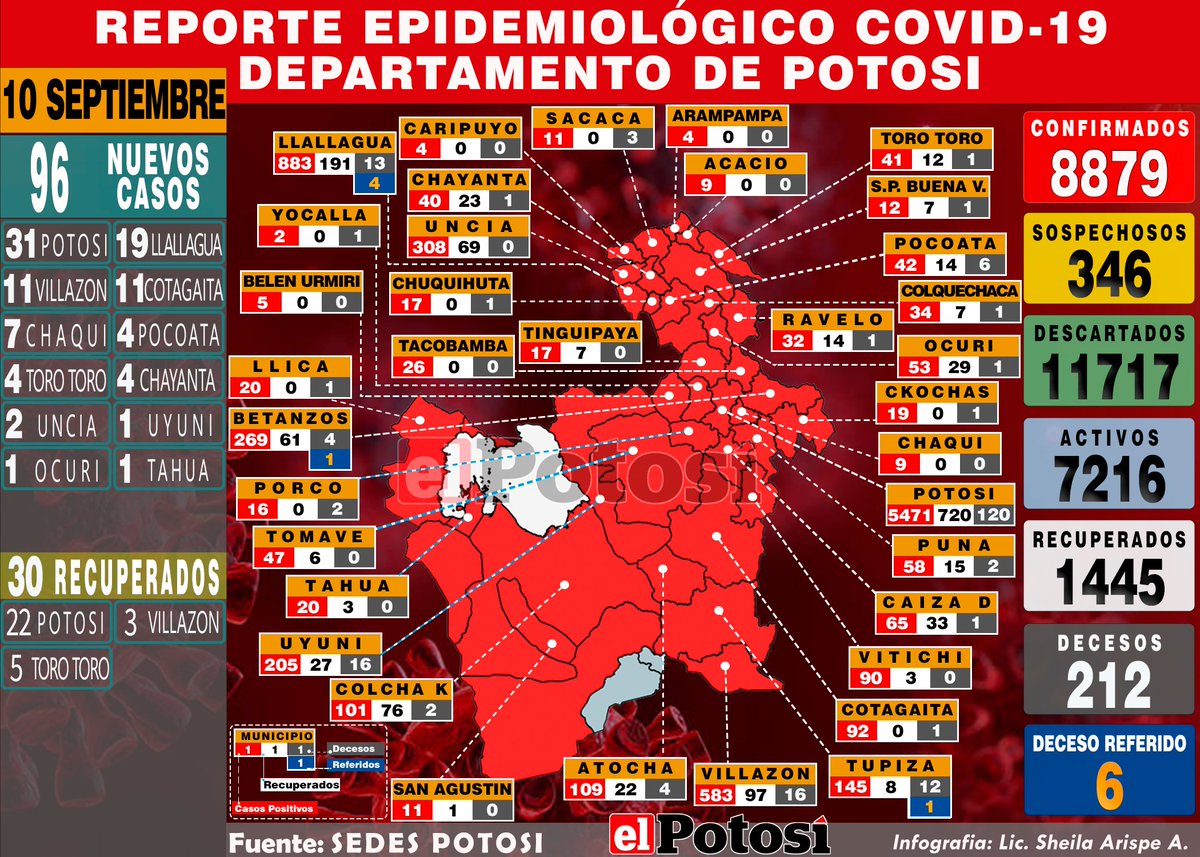 REPORTE EPIDEMIOLÓGICO COVID-19
DEPARTAMENTO DE POTOSI
10 SEPTIEMBRE
96 NUEVOS CASOS
31 POTOSI 19 LLALLAGUA
11 VILLAZON 11 COTAGAITA
7 CHAQUI 4 POCOATA
4 TORO TORO 4 CHAYANTA
2 UNCIA 1 UYUNI
1 OCURI 1 TAHUA
30 RECUPERADOS
22 POTOSI 3 VILLAZON
5 TORO TORO
LLALLAGUA
883 191 13
4
CARIPUYO
4 0 0
SACACA
11 0 3
ARAMPAMPA
4 0 0
ACACIO
9 0 0
TORO TORO
41 12 1
CHAYANTA
40 23 1
S.P. BUENA V.
12 7 1
YOCALLA
2 0 1
UNCIA
308 69 0
POCOATA
42 14 6
BELEN URMIRI
5 0 0
CHUQUIHUTA
17 0 1
COLQUECHACA
34 7 1
TINGUIPAYA
17 7 0
RAVELO
32 14 1
TACOBAMBA
26 0 0
OCURI
53 29 1
LLICA
20 0 1
CKOCHAS
19 0 1
BETANZOS
269 61 4
1
CHAQUI
9 0 0
PORCO
16 0 2
POTOSI
5471 720 120
TOMAVE
47 6 0
PUNA
58 15 2
TAHUA
20 3 0
CAIZA D
65 33 1
UYUNI
205 27 16
VITICHI
90 3 0
COLCHA K
101 76 2
COTAGAITA
92 0 1
SAN AGUSTIN
11 1 0
ATOCHA
109 22 4
VILLAZON
583 97 16
TUPIZA
145 8 12
1
el Potosí
MUNICIPIO
1 1 1 Decesos
1 Referidos
Recuperados
Casos Positivos
CONFIRMADOS
8879
SOSPECHOSOS
346
DESCARTADOS
11717
ACTIVOS
7216
RECUPERADOS
1445
DECESOS
212
DECESO REFERIDO
6
Fuente: SEDES POTOSI
el Potosí
Infografia: Lic. Sheila Arispe A.